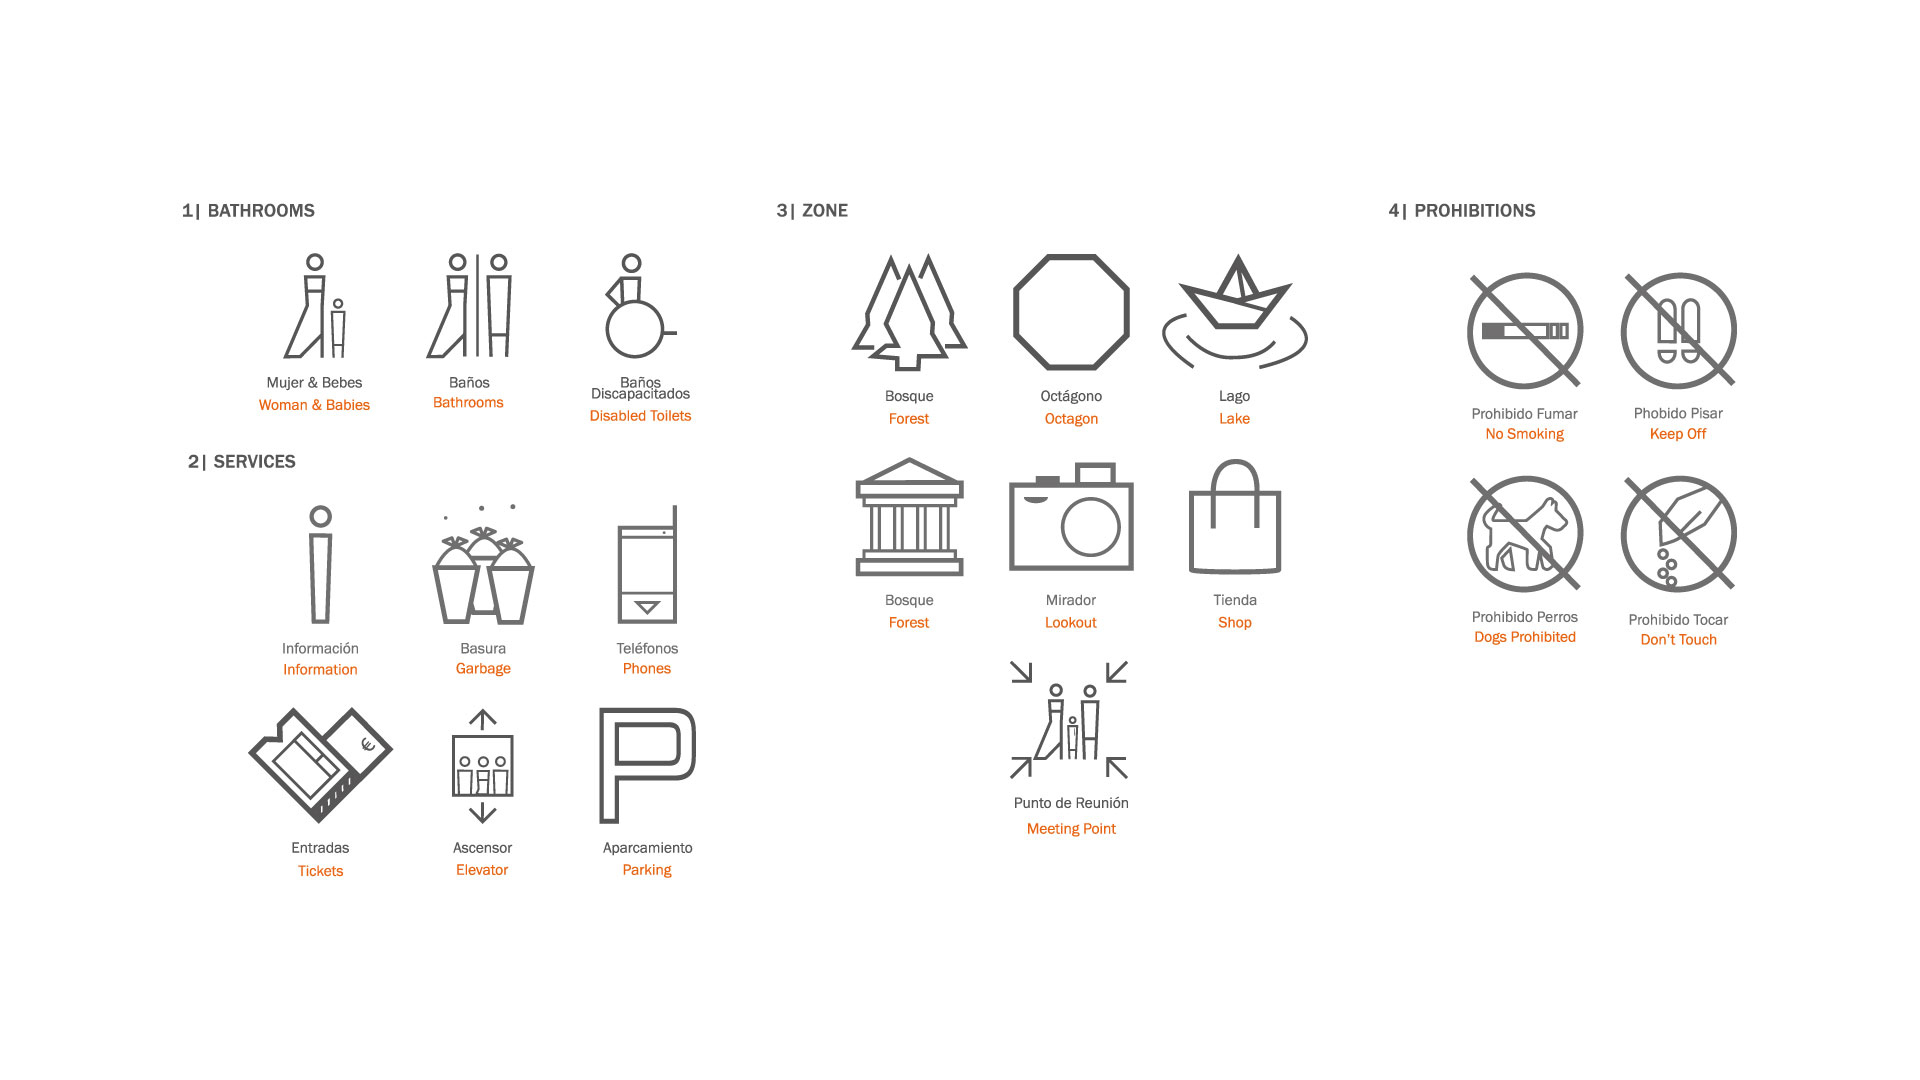 1| BATHROOMS
Mujer & Bebes
Woman & Babies
Baños
Bathrooms
Baños
Discapacitados
Disabled Toilets
2| SERVICES
Información
Information
Basura
Garbage
Teléfonos
Phones
€
Entradas
Tickets
Ascensor
Elevator
P
Aparcamiento
Parking
3| ZONE
Bosque
Forest
Octágono
Octagon
Lago
Lake
Bosque
Forest
Mirador
Lookout
Tienda
Shop
Punto de Reunión
Meeting Point
4| PROHIBITIONS
Prohibido Fumar
No Smoking
Phobido Pisar
Keep Off
Prohibido Perros
Dogs Prohibited
Prohibido Tocar
Don't Touch